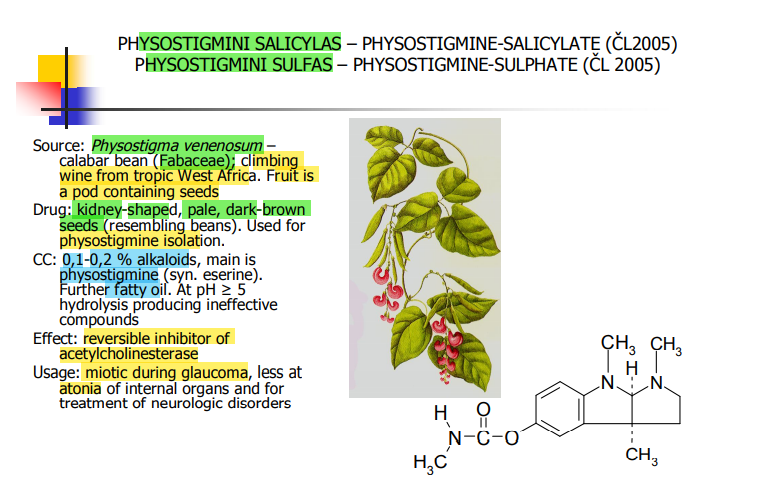 PHYSOSTIGMINI SALICYLAS – PHYSOSTIGMINE-SALICYLATE (ČL2005)
PHYSOSTIGMINI SULFAS – PHYSOSTIGMINE-SULPHATE (ČL 2005)
Source: Physostigma venenosum –
calabar bean (Fabaceae); climbing
wine from tropic West Africa. Fruit is
a pod containing seeds
Drug: kidney-shaped, pale, dark-brown
seeds (resembling beans). Used for
physostigmine isolation.
CC: 0,1-0,2 % alkaloids, main is
physostigmine (syn. eserine).
Further fatty oil. At pH ≥ 5
hydrolysis producing ineffective
compounds
Effect: reversible inhibitor of
acetylcholinesterase
Usage: miotic during glaucoma, less at
atonia of internal organs and for
treatment of neurologic disorders
CH₃ CH₃
H
N N
H O
N–C–O
H₃C CH₃